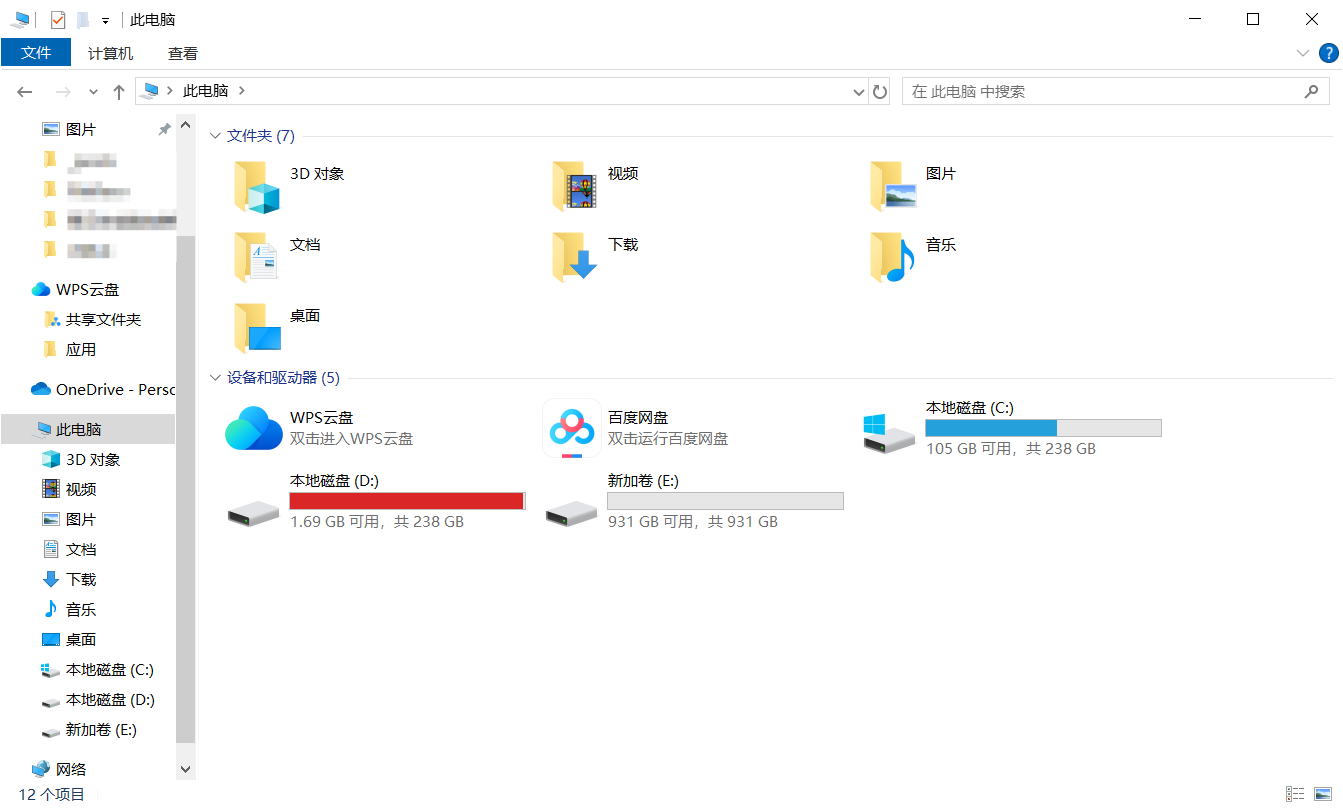 此电脑
文件 计算机 查看
此电脑
在 此电脑 中搜索
图片
WPS云盘
共享文件夹
应用
OneDrive - Perso
此电脑
3D 对象
视频
图片
文档
下载
音乐
桌面
本地磁盘 (C:)
本地磁盘 (D:)
新加卷 (E:)
网络
文件夹 (7)
3D 对象
视频
图片
文档
下载
音乐
桌面
设备和驱动器 (5)
WPS云盘
双击进入WPS云盘
百度网盘
双击运行百度网盘
本地磁盘 (C:)
105 GB 可用，共 238 GB
本地磁盘 (D:)
1.69 GB 可用，共 238 GB
新加卷 (E:)
931 GB 可用，共 931 GB
12 个项目